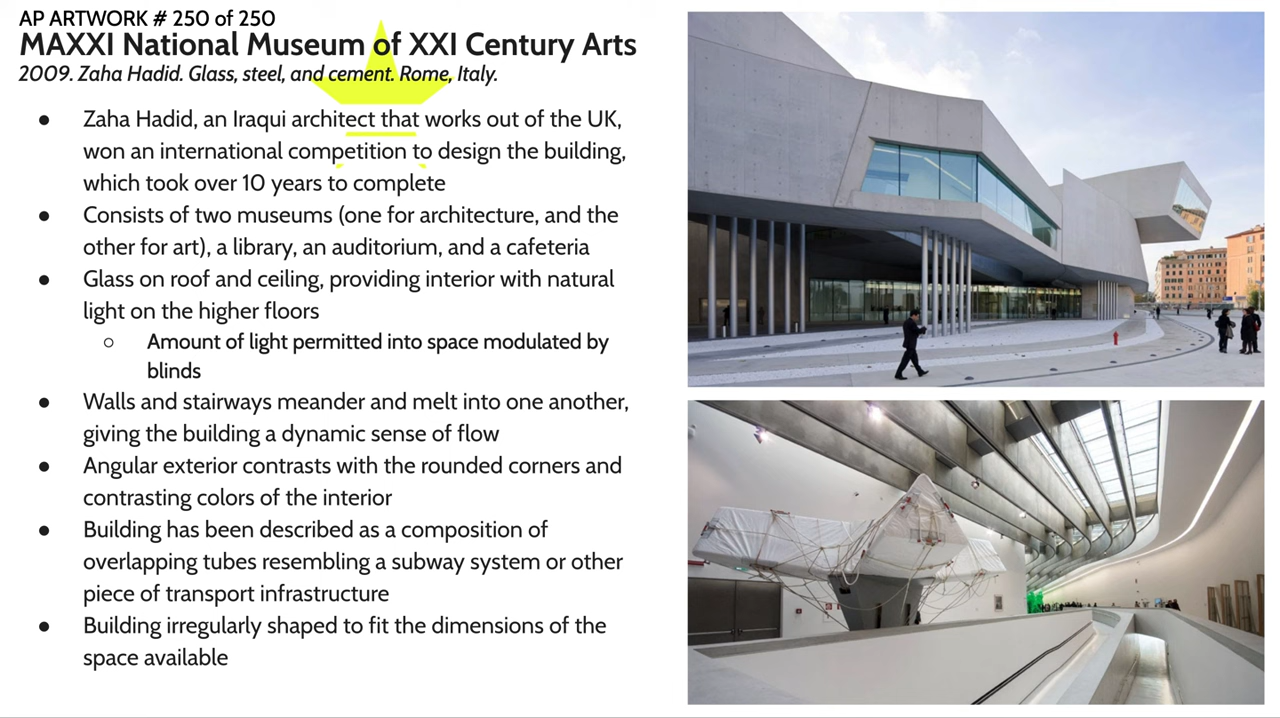 AP ARTWORK # 250 of 250
MAXXI National Museum of XXI Century Arts
2009. Zaha Hadid. Glass, steel, and cement. Rome, Italy.
● Zaha Hadid, an Iraqui architect that works out of the UK,
won an international competition to design the building,
which took over 10 years to complete
● Consists of two museums (one for architecture, and the
other for art), a library, an auditorium, and a cafeteria
● Glass on roof and ceiling, providing interior with natural
light on the higher floors
○ Amount of light permitted into space modulated by
blinds
● Walls and stairways meander and melt into one another,
giving the building a dynamic sense of flow
● Angular exterior contrasts with the rounded corners and
contrasting colors of the interior
● Building has been described as a composition of
overlapping tubes resembling a subway system or other
piece of transport infrastructure
● Building irregularly shaped to fit the dimensions of the
space available